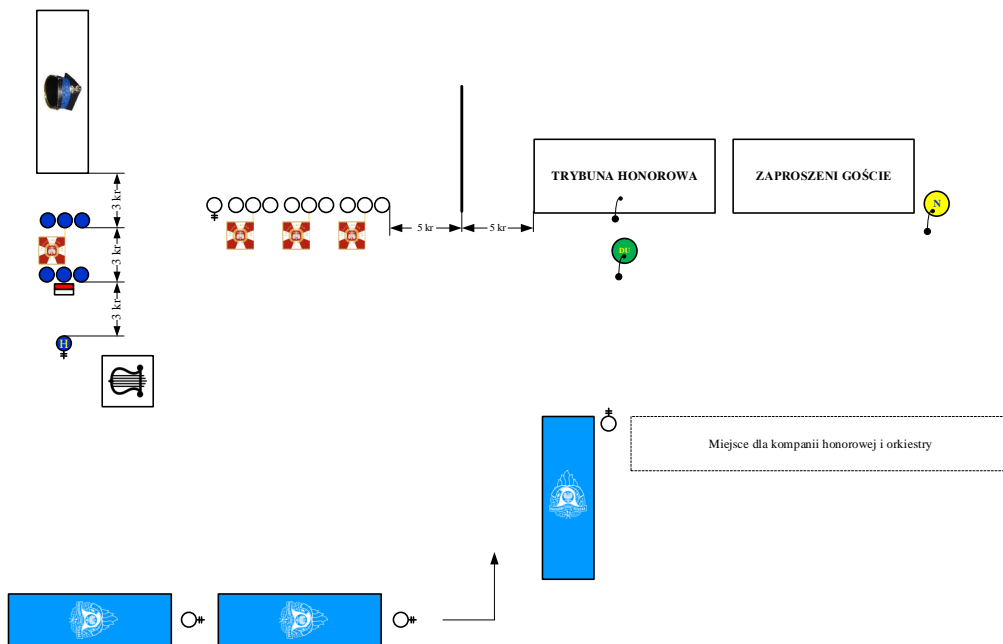 3 kr
3 kr
3 kr
H
5 kr
5 kr
TRYBUNA HONOROWA
ZAPROSZENI GOŚCIE
N
DU
Miejsce dla kompanii honorowej i orkiestry